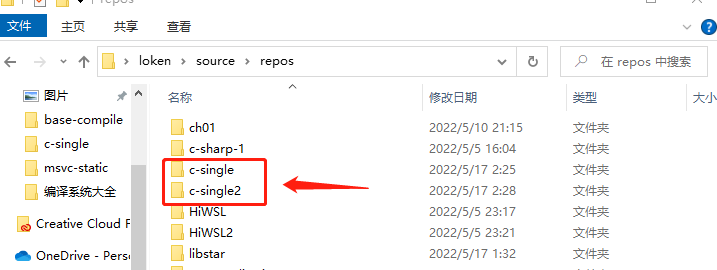 repos
文件 主页 共享 查看
loken source repos 在 repos 中搜索
名称 修改日期 类型 大小
图片
base-compile
c-single
msvc-static
编译系统大全
Creative Cloud F
OneDrive - Perso
ch01 2022/5/10 21:15 文件夹
c-sharp-1 2022/5/5 16:04 文件夹
c-single 2022/5/17 2:25 文件夹
c-single2 2022/5/17 2:28 文件夹
HiWSL 2022/5/5 23:17 文件夹
HiWSL2 2022/5/5 23:21 文件夹
libstar 2022/5/17 1:32 文件夹